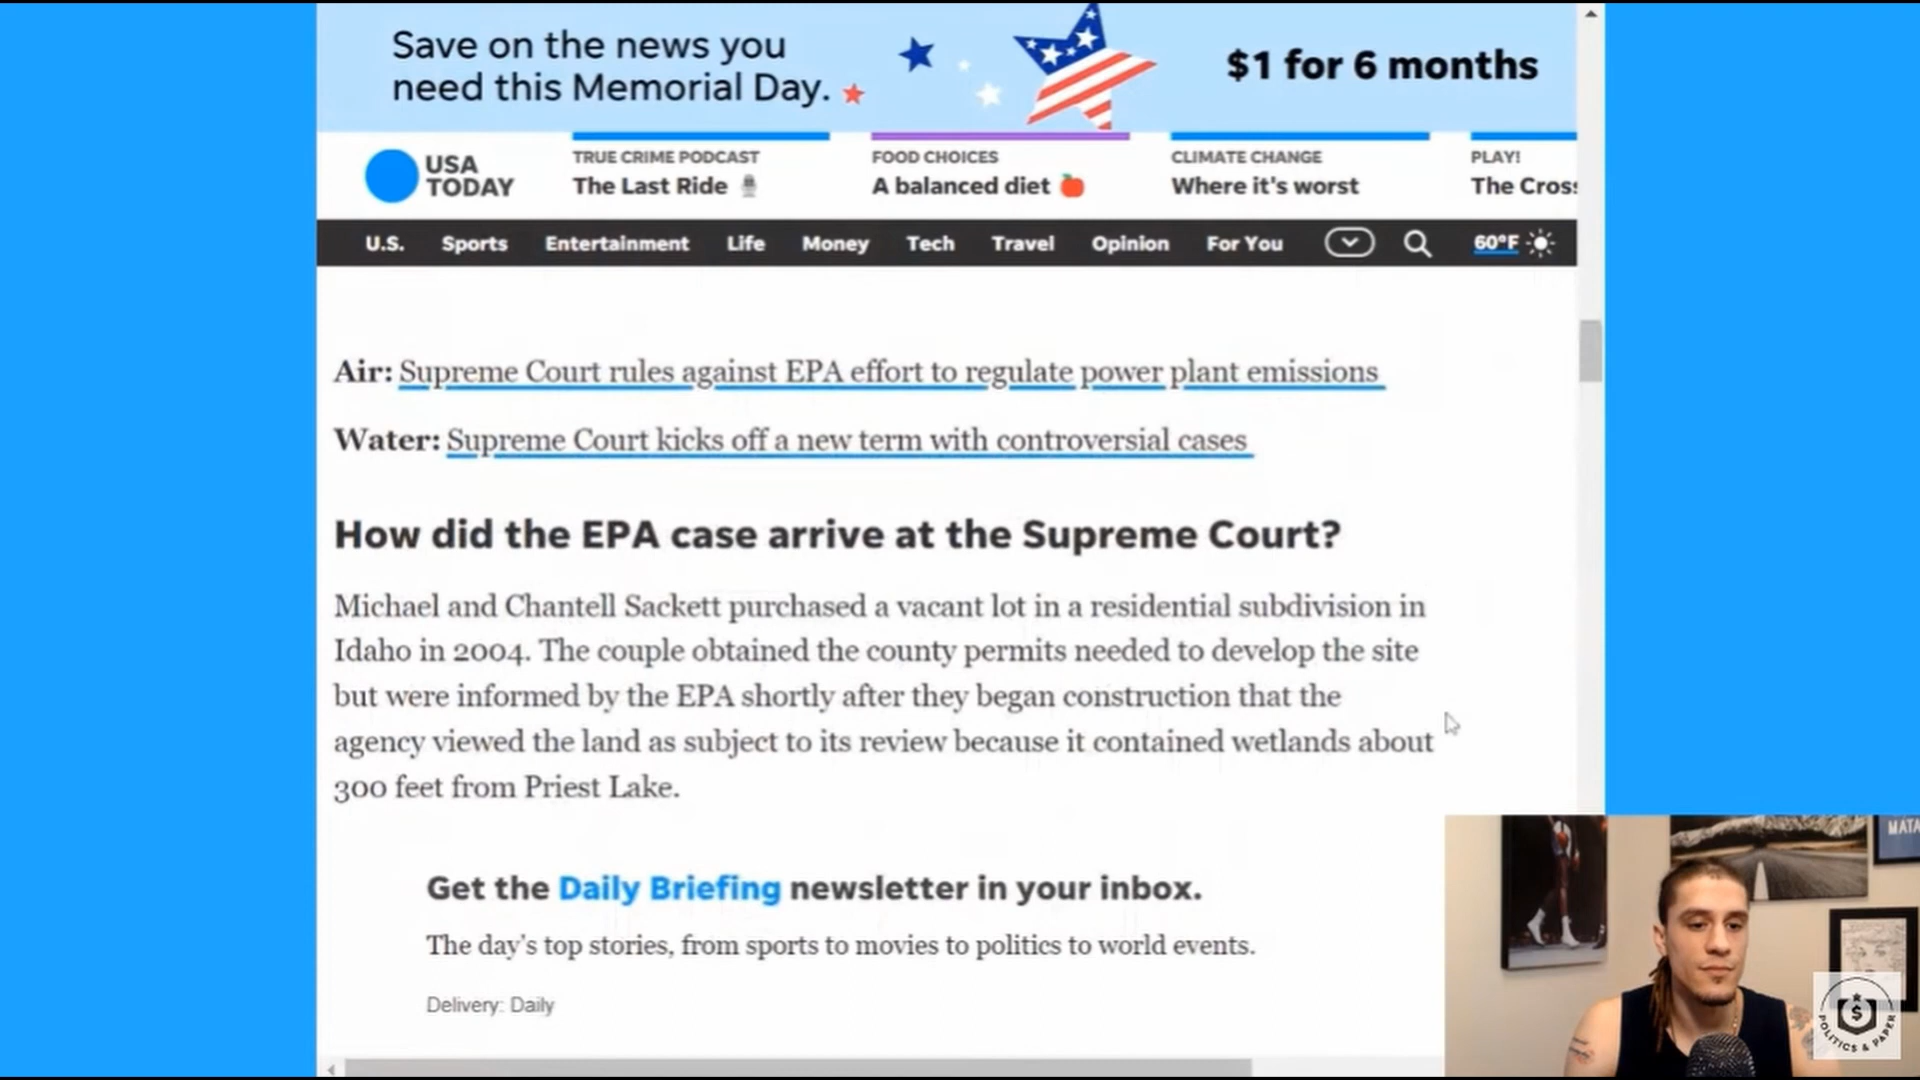 Save on the news you
need this Memorial Day.
$1 for 6 months
USA
TODAY
TRUE CRIME PODCAST
The Last Ride
FOOD CHOICES
A balanced diet
CLIMATE CHANGE
Where it's worst
PLAY!
The Cros
U.S. Sports Entertainment Life Money Tech Travel Opinion For You 60°F
Air: Supreme Court rules against EPA effort to regulate power plant emissions
Water: Supreme Court kicks off a new term with controversial cases
How did the EPA case arrive at the Supreme Court?
Michael and Chantell Sackett purchased a vacant lot in a residential subdivision in
Idaho in 2004. The couple obtained the county permits needed to develop the site
but were informed by the EPA shortly after they began construction that the
agency viewed the land as subject to its review because it contained wetlands about
300 feet from Priest Lake.
Get the Daily Briefing newsletter in your inbox.
The day's top stories, from sports to movies to politics to world events.
Delivery: Daily
MATA
$
POLITICS & PAPER